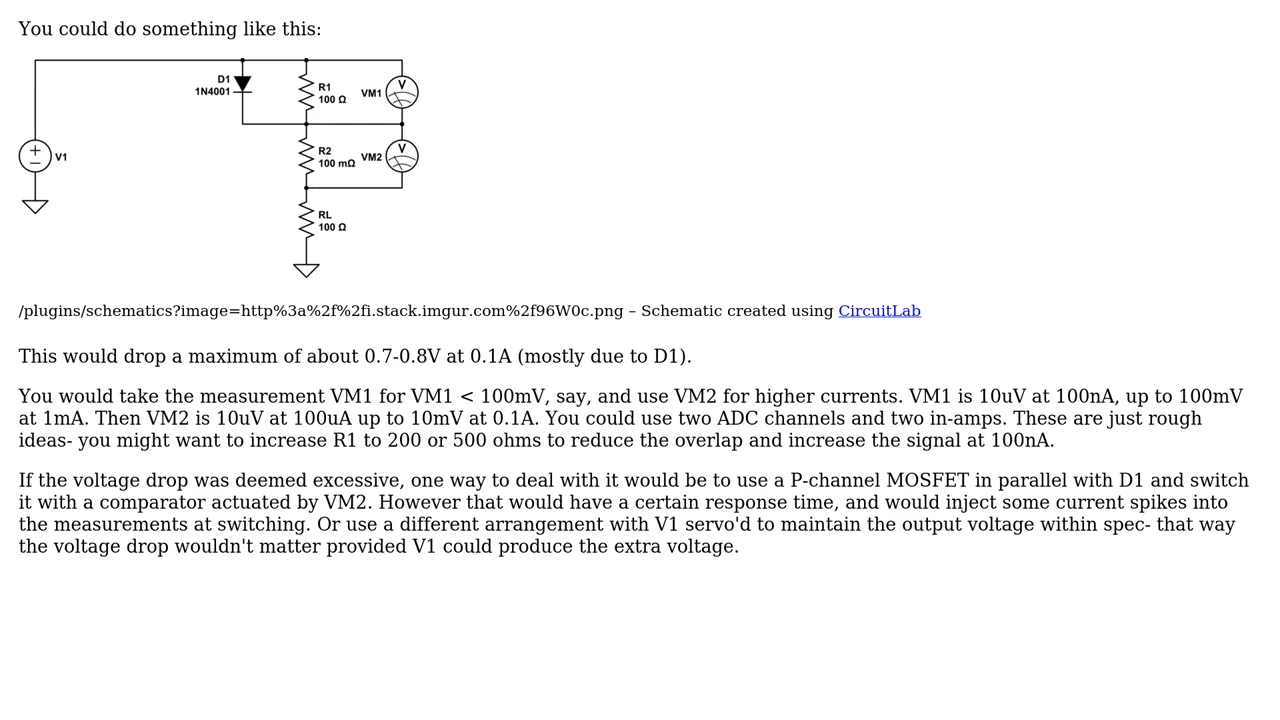 You could do something like this:
D1
1N4001
R1
100 Ω
VM1
V
V1
R2
100 mΩ
VM2
V
RL
100 Ω
/plugins/schematics?image=http%3a%2f%2fi.stack.imgur.com%2f96W0c.png – Schematic created using CircuitLab
This would drop a maximum of about 0.7-0.8V at 0.1A (mostly due to D1).
You would take the measurement VM1 for VM1 < 100mV, say, and use VM2 for higher currents. VM1 is 10uV at 100nA, up to 100mV
at 1mA. Then VM2 is 10uV at 100uA up to 10mV at 0.1A. You could use two ADC channels and two in-amps. These are just rough
ideas- you might want to increase R1 to 200 or 500 ohms to reduce the overlap and increase the signal at 100nA.
If the voltage drop was deemed excessive, one way to deal with it would be to use a P-channel MOSFET in parallel with D1 and switch
it with a comparator actuated by VM2. However that would have a certain response time, and would inject some current spikes into
the measurements at switching. Or use a different arrangement with V1 servo'd to maintain the output voltage within spec- that way
the voltage drop wouldn't matter provided V1 could produce the extra voltage.